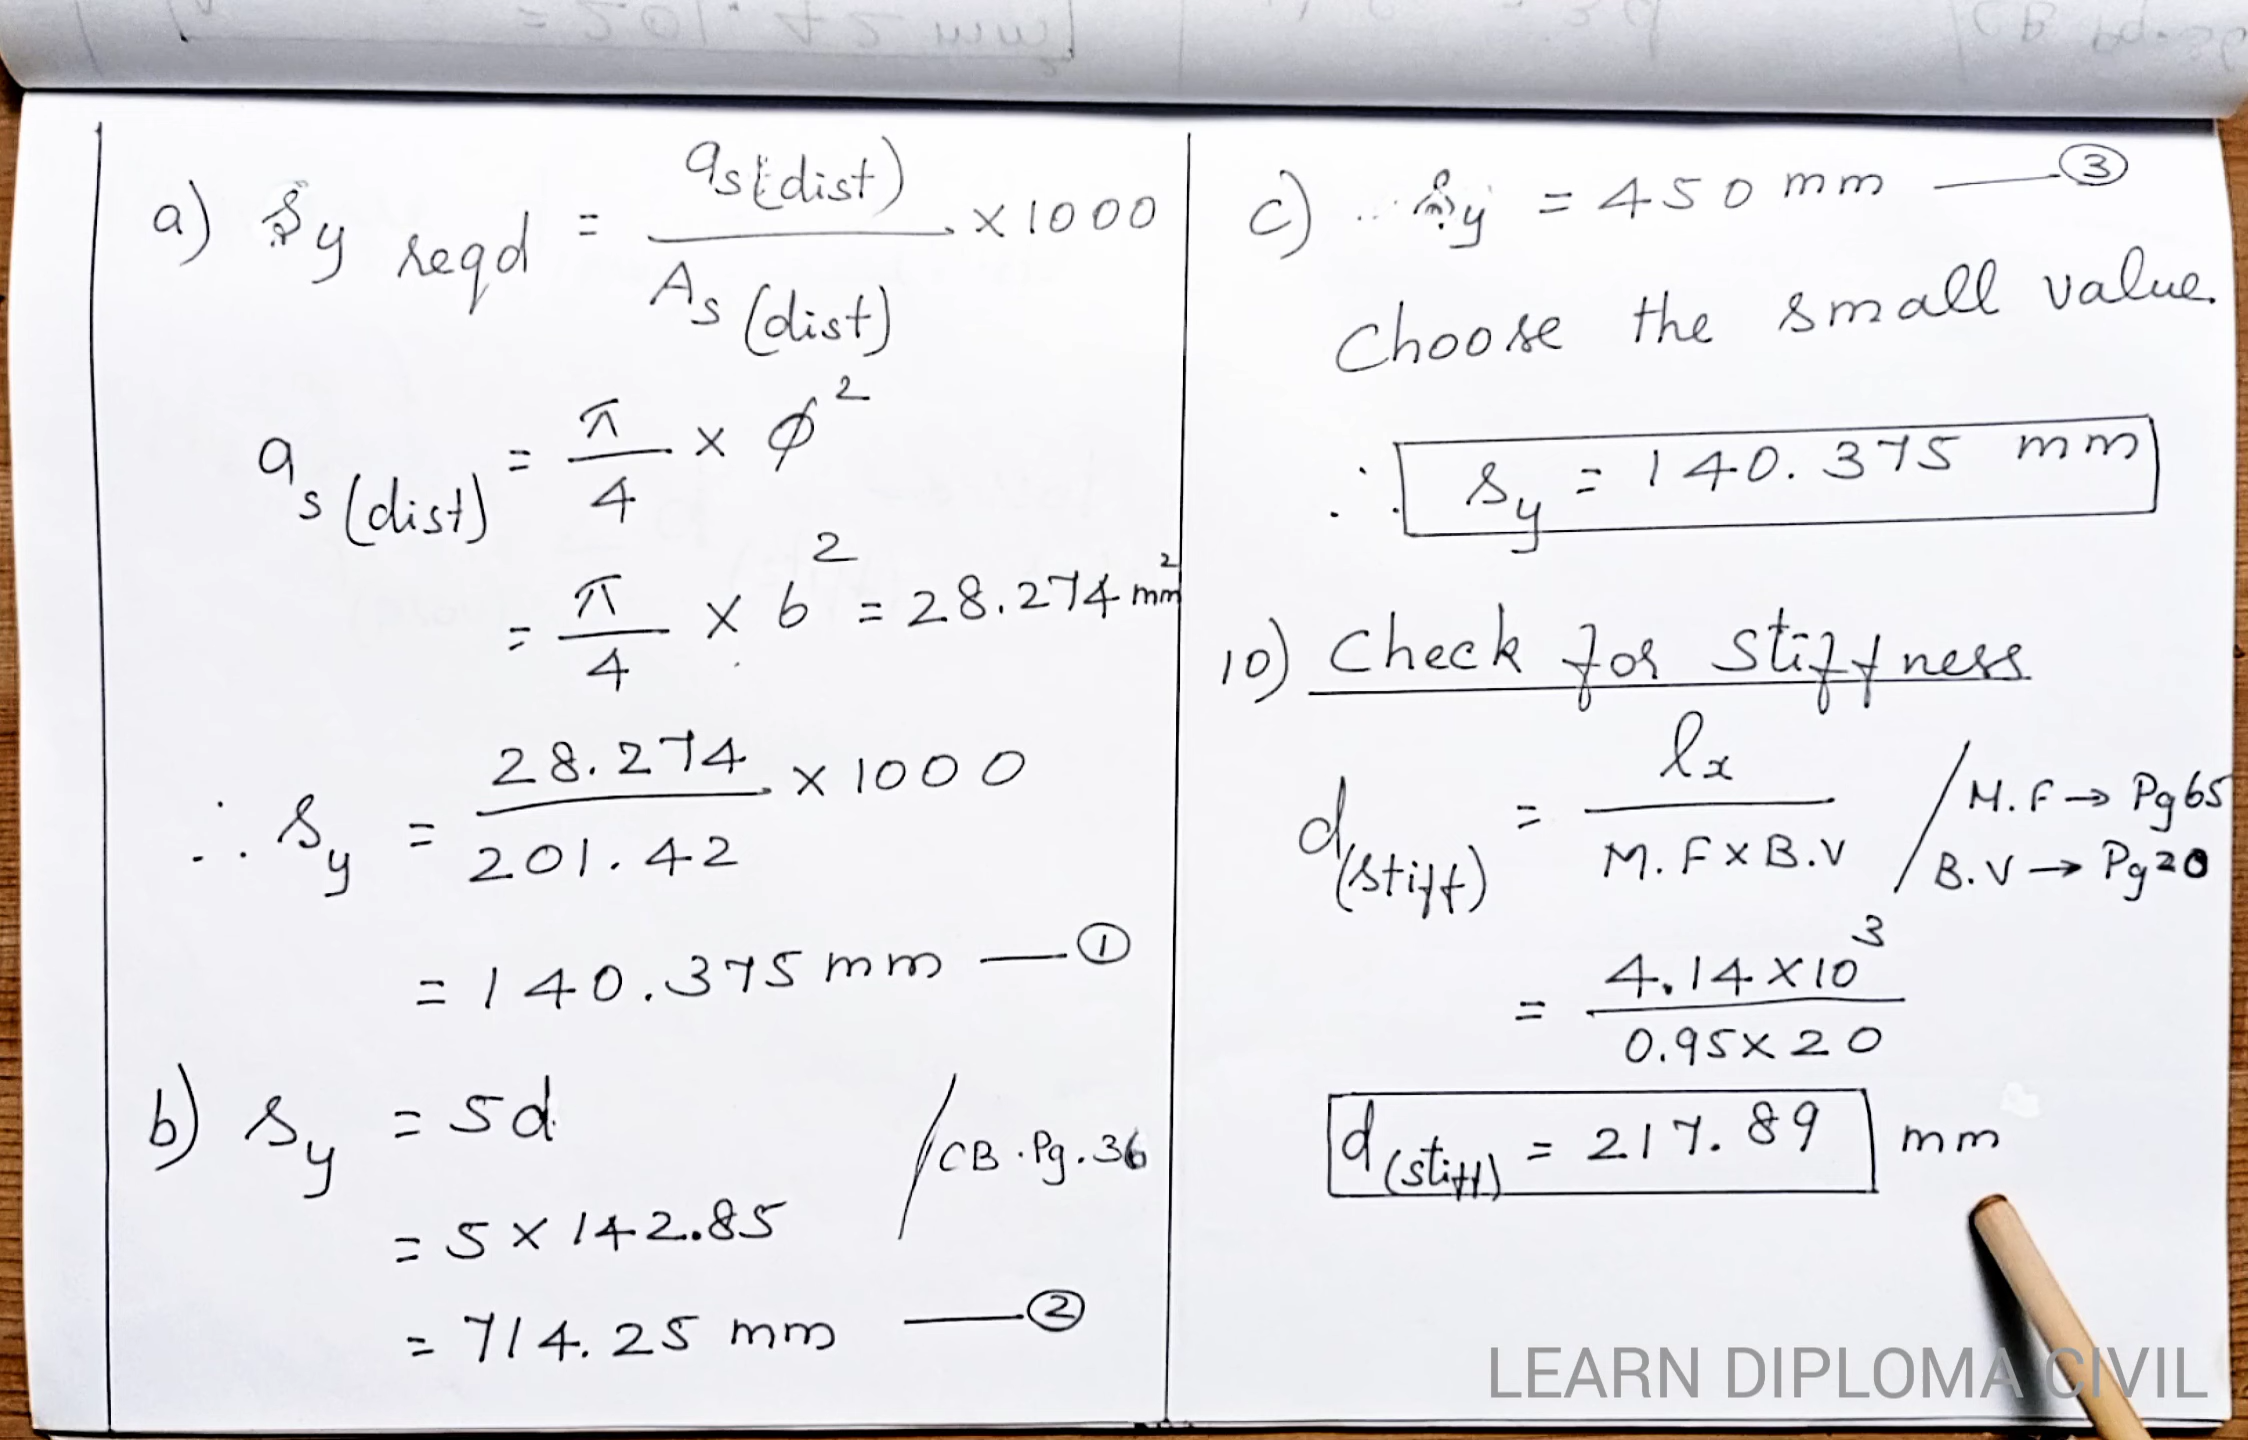 a) sy reqd = as(dist) / As(dist) × 1000
as(dist) = π/4 × ϕ²
= π/4 × 6² = 28.274 mm²
∴ sy = 28.274 / 201.42 × 1000
= 140.375 mm — ①
b) sy = 5d / CB.Pg.36
= 5 × 142.85
= 714.25 mm — ②
c) sy = 450 mm — ③
Choose the small value.
∴ sy = 140.375 mm
10) Check for stiffness
d(stiff) = lx / M.F × B.V / M.F → Pg 65
B.V → Pg 20
= 4.14 × 10³ / 0.95 × 20
d(stiff) = 217.89 mm
LEARN DIPLOMA CIVIL